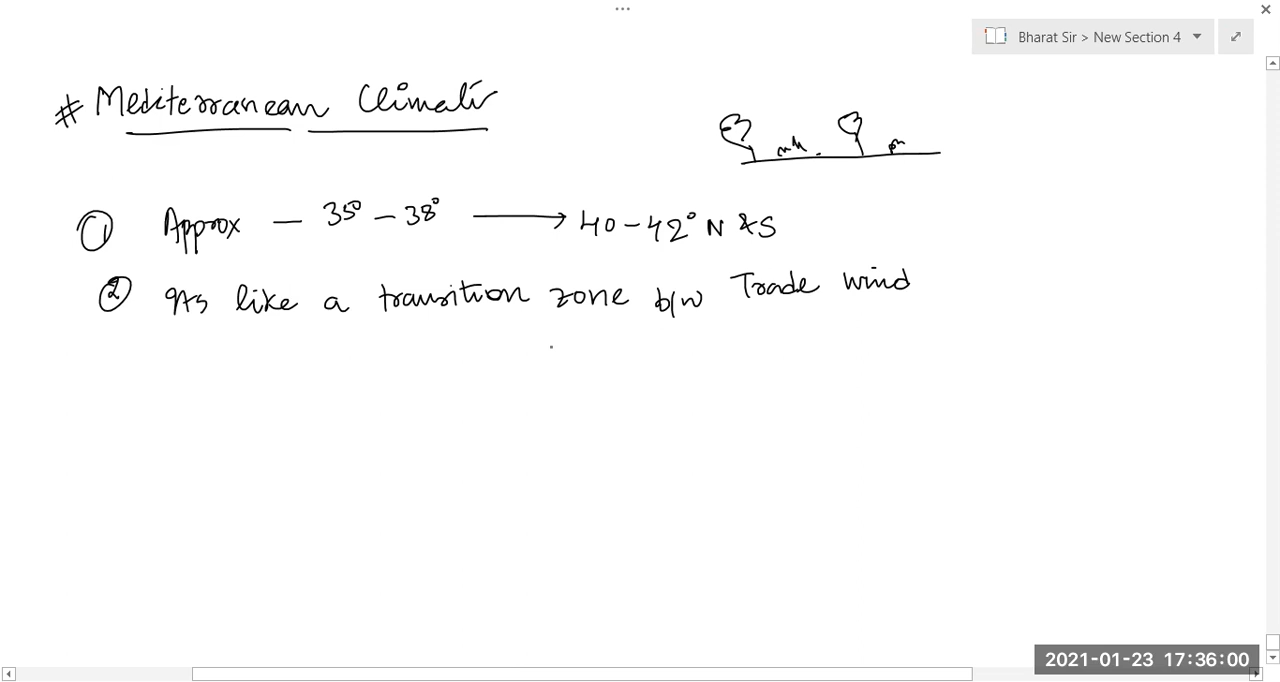 Bharat Sir > New Section 4
# Mediterranean Climatic
① Approx — 35° – 38° ⟶ 40 – 42° N & S
② Its like a transition zone b/w Trade wind
2021-01-23 17:36:00